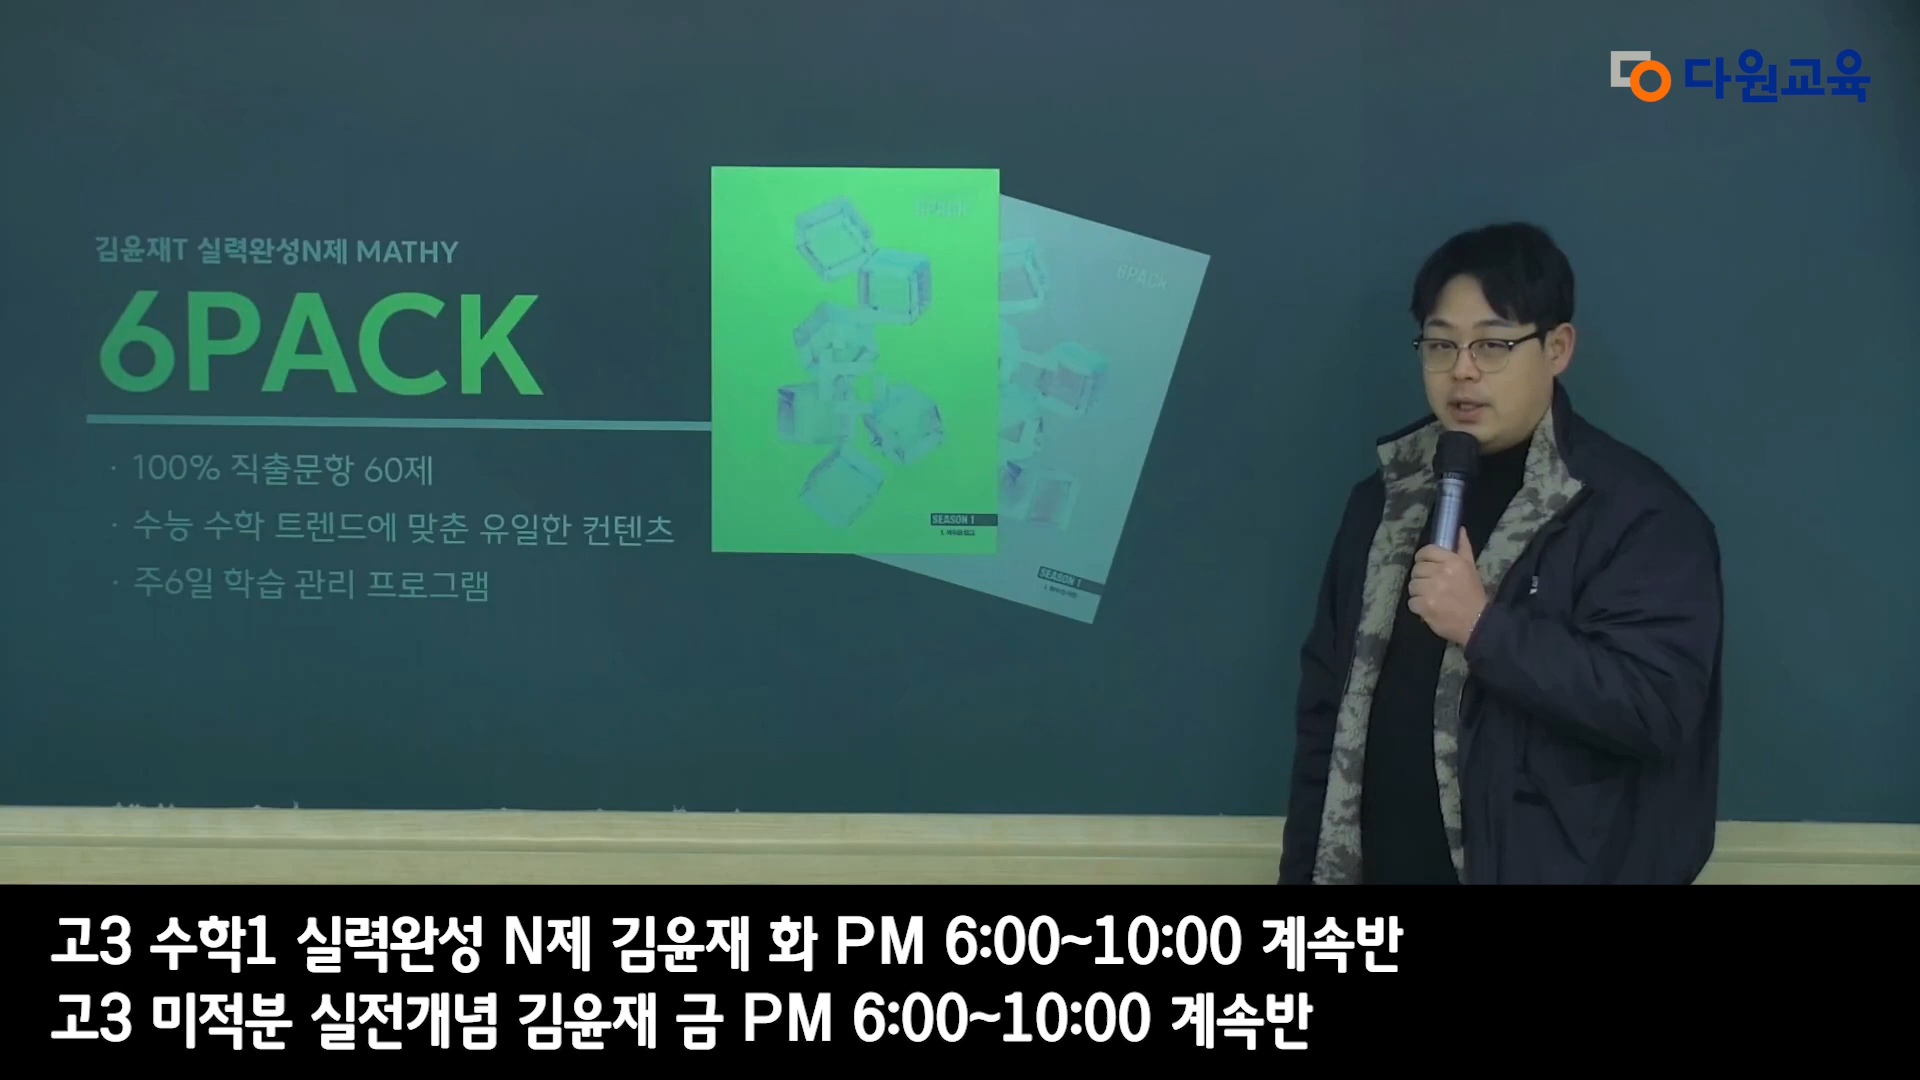 다원교육
김윤재T 실력완성N제 MATHY
6PACK
· 100% 직출문항 60제
· 수능 수학 트렌드에 맞춘 유일한 컨텐츠
· 주6일 학습 관리 프로그램
6PACK
SEASON 1
6PACK
SEASON 1
고3 수학1 실력완성 N제 김윤재 화 PM 6:00~10:00 계속반
고3 미적분 실전개념 김윤재 금 PM 6:00~10:00 계속반